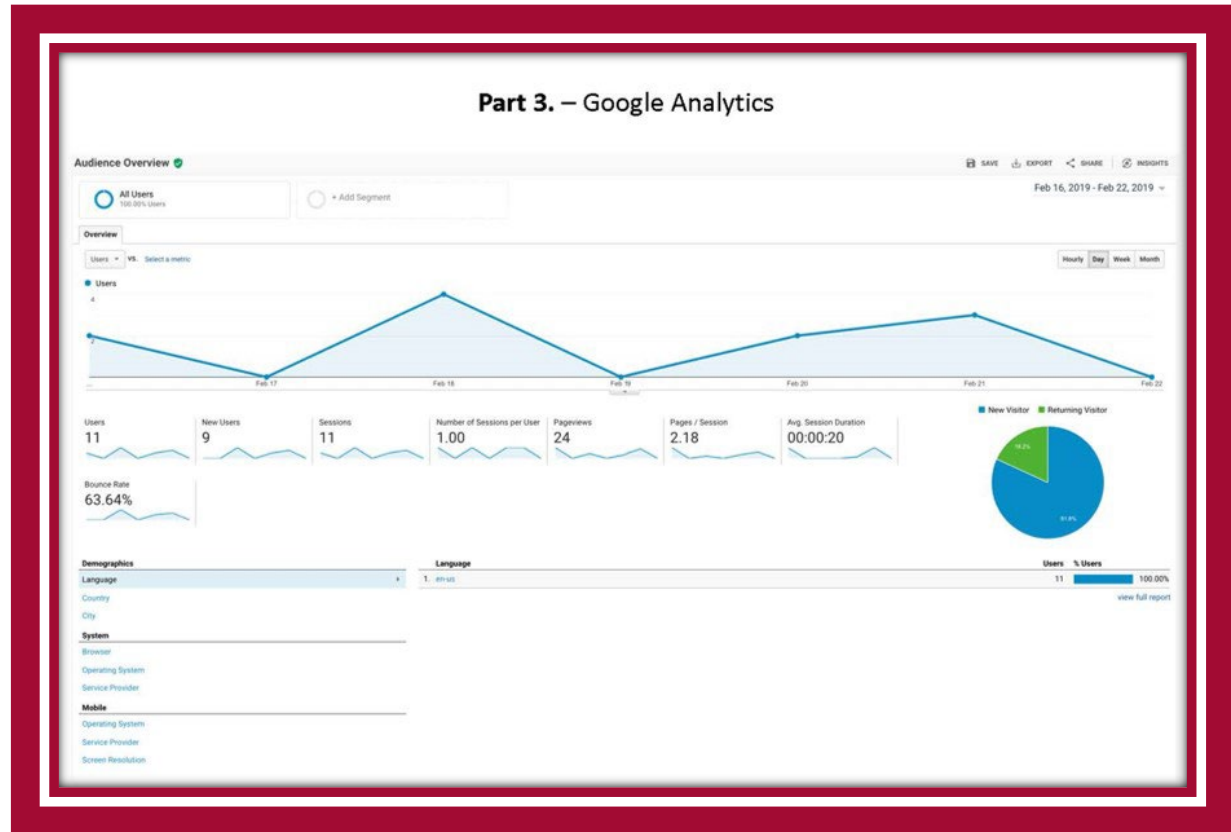 Part 3. – Google Analytics
Audience Overview
SAVE EXPORT SHARE INSIGHTS
All Users
100.00% Users
+ Add Segment
Feb 16, 2019 - Feb 22, 2019
Overview
Users VS. Select a metric
Hourly Day Week Month
Users
4
2
... Feb 17 Feb 18 Feb 19 Feb 20 Feb 21 Feb 22
New Visitor Returning Visitor
Users
11
New Users
9
Sessions
11
Number of Sessions per User
1.00
Pageviews
24
Pages / Session
2.18
Avg. Session Duration
00:00:20
Bounce Rate
63.64%
Demographics
Language
Country
City
System
Browser
Operating System
Service Provider
Mobile
Operating System
Service Provider
Screen Resolution
Language Users % Users
1. en-us 11 100.00%
view full report